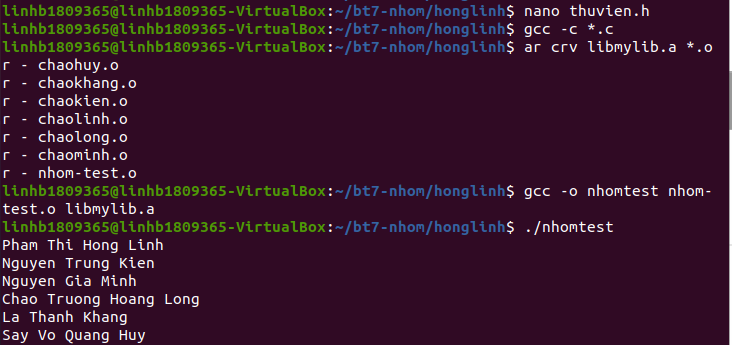 linhb1809365@linhb1809365-VirtualBox:~/bt7-nhom/honglinh$ nano thuvien.h
linhb1809365@linhb1809365-VirtualBox:~/bt7-nhom/honglinh$ gcc -c *.c
linhb1809365@linhb1809365-VirtualBox:~/bt7-nhom/honglinh$ ar crv libmylib.a *.o
r - chaohuy.o
r - chaokhang.o
r - chaokien.o
r - chaolinh.o
r - chaolong.o
r - chaominh.o
r - nhom-test.o
linhb1809365@linhb1809365-VirtualBox:~/bt7-nhom/honglinh$ gcc -o nhomtest nhom-
test.o libmylib.a
linhb1809365@linhb1809365-VirtualBox:~/bt7-nhom/honglinh$ ./nhomtest
Pham Thi Hong Linh
Nguyen Trung Kien
Nguyen Gia Minh
Chao Truong Hoang Long
La Thanh Khang
Say Vo Quang Huy